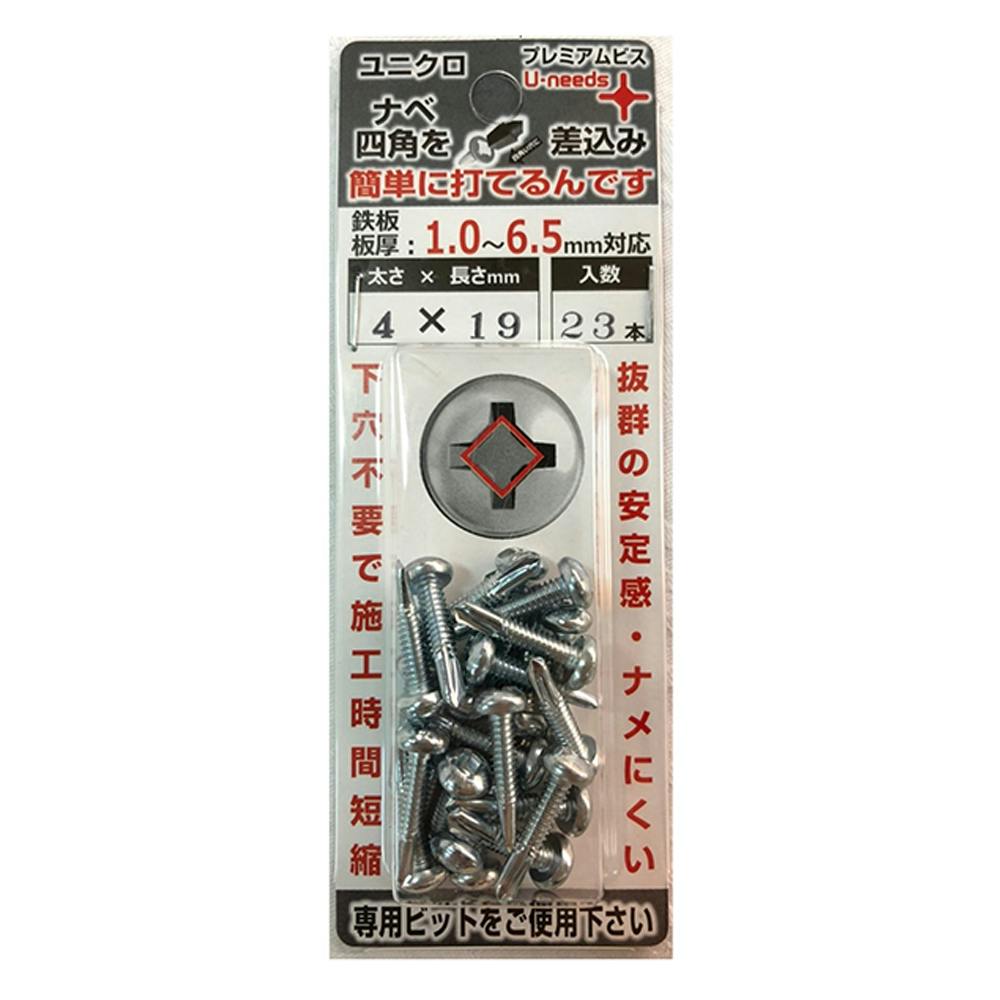 ユニクロ
プレミアムビス
U-needs
ナベ
四角を
差込み
簡単に打てるんです
鉄板
板厚：1.0～6.5mm対応
太さ × 長さmm
入数
4 × 19
23本
下穴不要で施工時間短縮
抜群の安定感・ナメにくい
専用ビットをご使用下さい